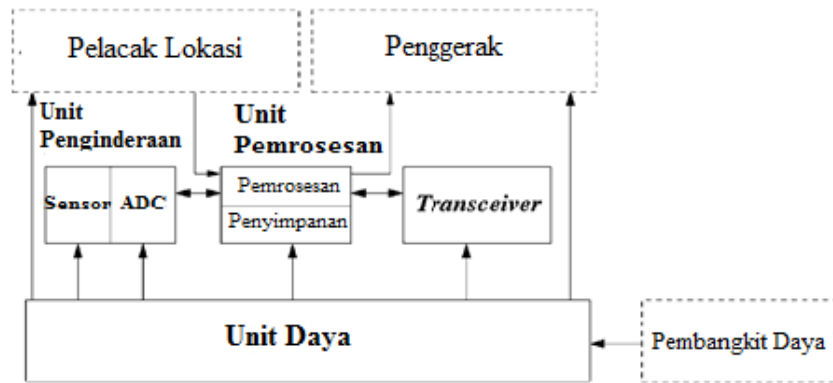 Pelacak Lokasi
Penggerak
Unit
Penginderaan
Unit
Pemrosesan
Sensor
ADC
Pemrosesan
Penyimpanan
Transceiver
Unit Daya
Pembangkit Daya